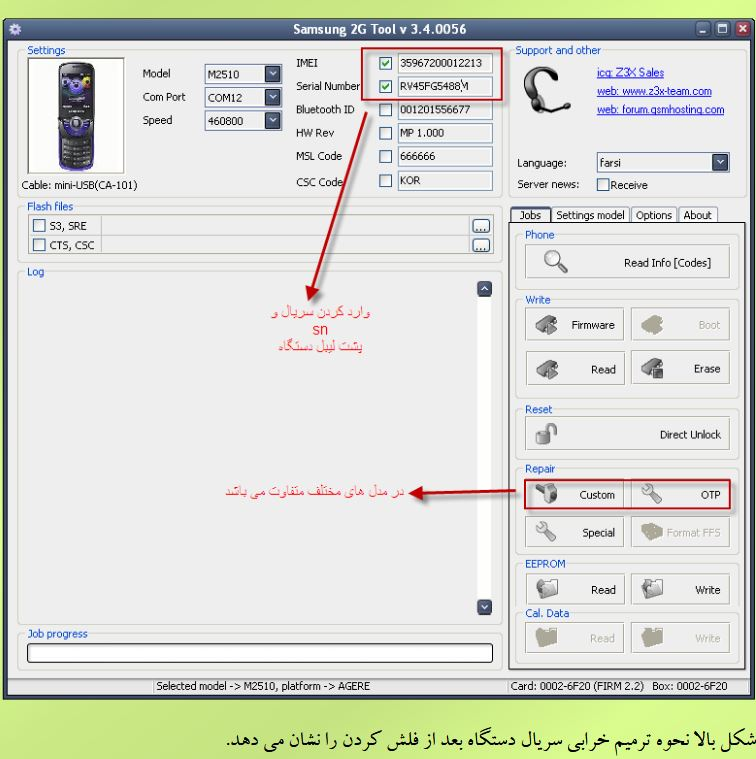 Samsung 2G Tool v 3.4.0056
Settings
Model M2510
Com Port COM12
Speed 460800
Cable: mini-USB(CA-101)
IMEI 35967200012213
Serial Number RV45FG5488M
Bluetooth ID 001201556677
HW Rev MP 1.000
MSL Code 666666
CSC Code KOR
Support and other
icq: Z3X Sales
web: www.z3x-team.com
web: forum.gsmhosting.com
Language: farsi
Server news: Receive
Flash files
S3, SRE ...
CTS, CSC ...
Log
وارد کردن سریال و
sn
پشت لیبل دستگاه
در مدل های مختلف متفاوت می باشد
Jobs Settings model Options About
Phone
Read Info [Codes]
Write
Firmware Boot
Read Erase
Reset
Direct Unlock
Repair
Custom OTP
Special Format FFS
EEPROM
Read Write
Cal. Data
Read Write
Job progress
Selected model -> M2510, platform -> AGERE
Card: 0002-6F20 (FIRM 2.2) Box: 0002-6F20
شکل بالا نحوه ترمیم خرابی سریال دستگاه بعد از فلش کردن را نشان می دهد.